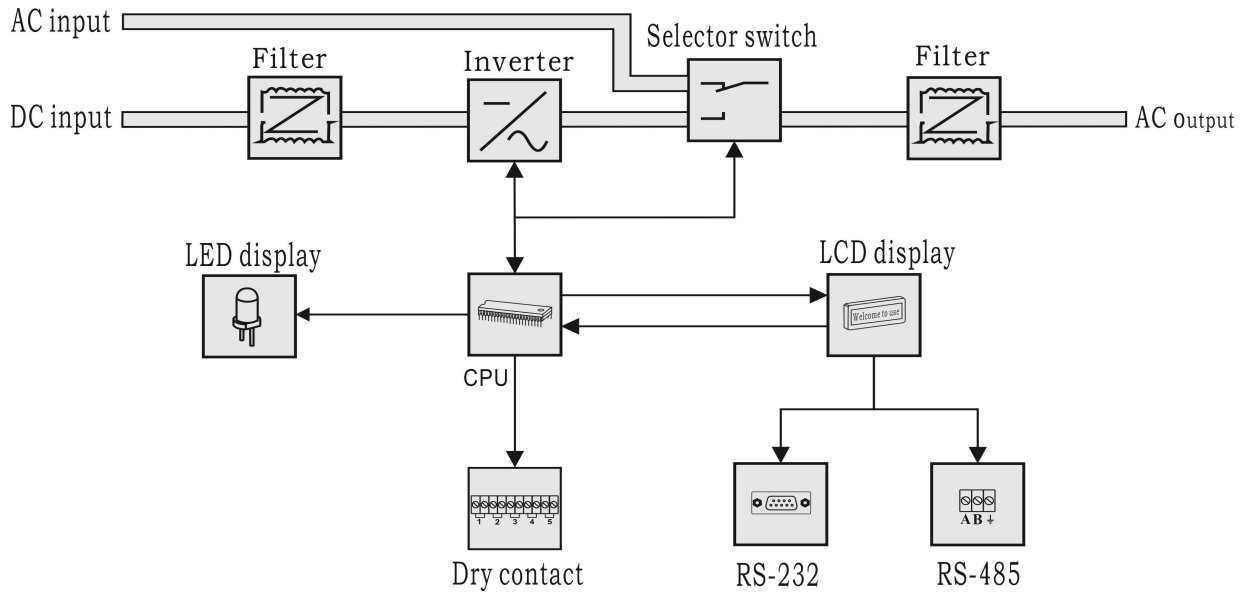 AC input
Selector switch
Filter
Inverter
Filter
DC input
AC Output
LED display
LCD display
Welcome to use
CPU
1 2 3 4 5
A B
Dry contact
RS-232
RS-485